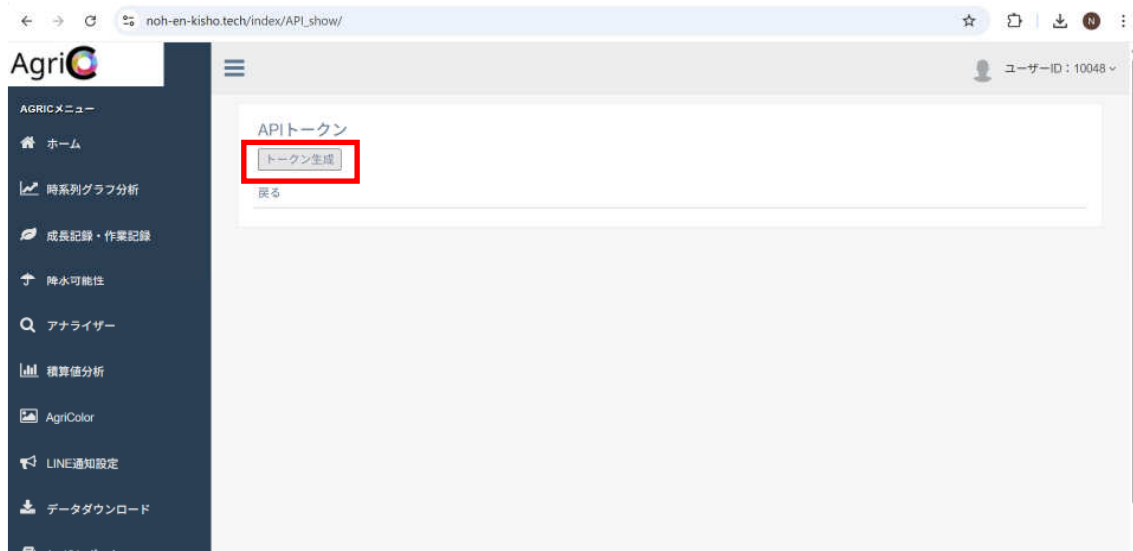 noh-en-kisho.tech/index/API_show/
N
AgriC
ユーザーID：10048
AGRICメニュー
ホーム
時系列グラフ分析
成長記録・作業記録
降水可能性
アナライザー
積算値分析
AgriColor
LINE通知設定
データダウンロード
APIトークン
トークン生成
戻る